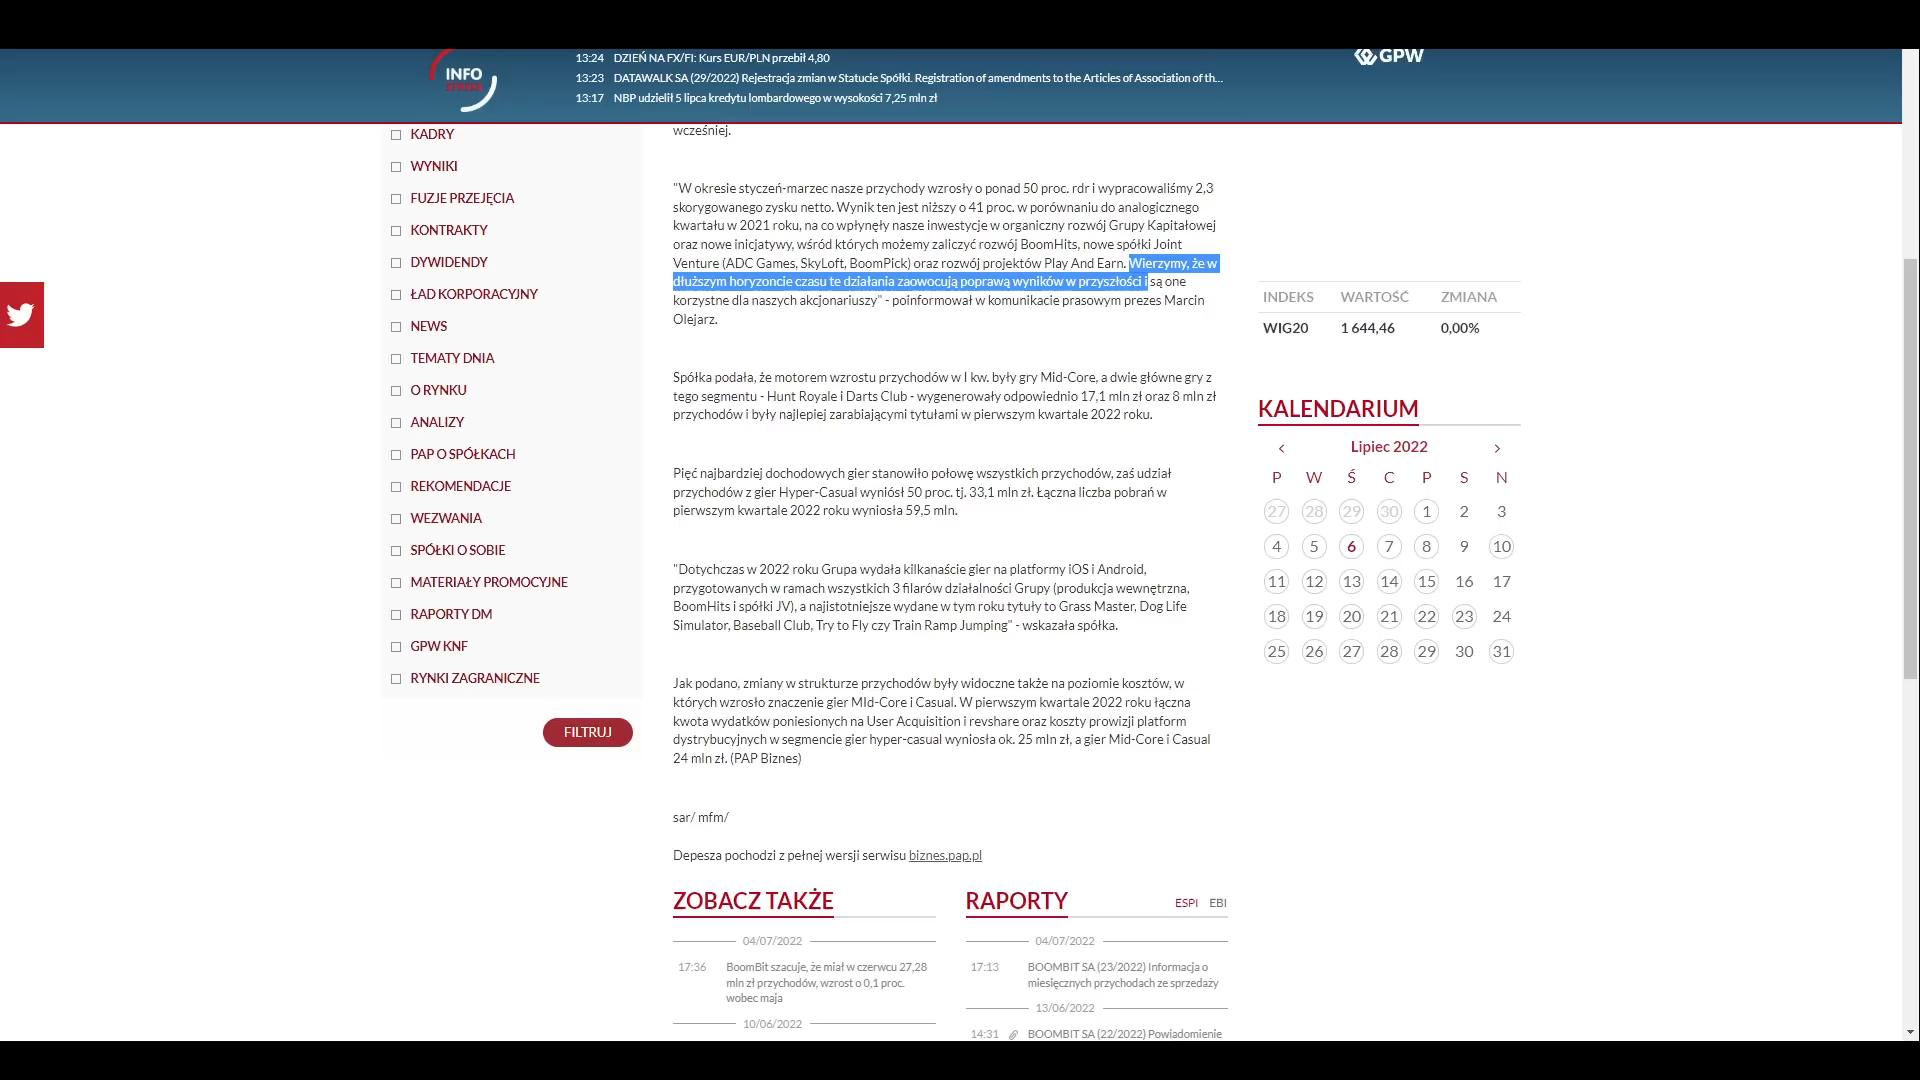 INFO
13:24 DZIEŃ NA FX/FI: Kurs EUR/PLN przebił 4,80
13:23 DATAWALK SA (29/2022) Rejestracja zmian w Statucie Spółki. Registration of amendments to the Articles of Association of th...
13:17 NBP udzielił 5 lipca kredytu lombardowego w wysokości 7,25 mln zł
GPW
KADRY
WYNIKI
FUZJE PRZEJĘCIA
KONTRAKTY
DYWIDENDY
ŁAD KORPORACYJNY
NEWS
TEMATY DNIA
O RYNKU
ANALIZY
PAP O SPÓŁKACH
REKOMENDACJE
WEZWANIA
SPÓŁKI O SOBIE
MATERIAŁY PROMOCYJNE
RAPORTY DM
GPW KNF
RYNKI ZAGRANICZNE
FILTRUJ
wcześniej.
"W okresie styczeń-marzec nasze przychody wzrosły o ponad 50 proc. rdr i wypracowaliśmy 2,3
skorygowanego zysku netto. Wynik ten jest niższy o 41 proc. w porównaniu do analogicznego
kwartału w 2021 roku, na co wpłynęły nasze inwestycje w organiczny rozwój Grupy Kapitałowej
oraz nowe inicjatywy, wśród których możemy zaliczyć rozwój BoomHits, nowe spółki Joint
Venture (ADC Games, SkyLoft, BoomPick) oraz rozwój projektów Play And Earn. Wierzymy, że w
dłuższym horyzoncie czasu te działania zaowocują poprawą wyników w przyszłości i są one
korzystne dla naszych akcjonariuszy" - poinformował w komunikacie prasowym prezes Marcin
Olejarz.
Spółka podała, że motorem wzrostu przychodów w I kw. były gry Mid-Core, a dwie główne gry z
tego segmentu - Hunt Royale i Darts Club - wygenerowały odpowiednio 17,1 mln zł oraz 8 mln zł
przychodów i były najlepiej zarabiającymi tytułami w pierwszym kwartale 2022 roku.
Pięć najbardziej dochodowych gier stanowiło połowę wszystkich przychodów, zaś udział
przychodów z gier Hyper-Casual wyniósł 50 proc. tj. 33,1 mln zł. Łączna liczba pobrań w
pierwszym kwartale 2022 roku wyniosła 59,5 mln.
"Dotychczas w 2022 roku Grupa wydała kilkanaście gier na platformy iOS i Android,
przygotowanych w ramach wszystkich 3 filarów działalności Grupy (produkcja wewnętrzna,
BoomHits i spółki JV), a najistotniejsze wydane w tym roku tytuły to Grass Master, Dog Life
Simulator, Baseball Club, Try to Fly czy Train Ramp Jumping" - wskazała spółka.
Jak podano, zmiany w strukturze przychodów były widoczne także na poziomie kosztów, w
których wzrosło znaczenie gier MId-Core i Casual. W pierwszym kwartale 2022 roku łączna
kwota wydatków poniesionych na User Acquisition i revshare oraz koszty prowizji platform
dystrybucyjnych w segmencie gier hyper-casual wyniosła ok. 25 mln zł, a gier Mid-Core i Casual
24 mln zł. (PAP Biznes)
sar/ mfm/
Depesza pochodzi z pełnej wersji serwisu biznes.pap.pl
ZOBACZ TAKŻE
04/07/2022
17:36 BoomBit szacuje, że miał w czerwcu 27,28
mln zł przychodów, wzrost o 0,1 proc.
wobec maja
10/06/2022
RAPORTY ESPI EBI
04/07/2022
17:13 BOOMBIT SA (23/2022) Informacja o
miesięcznych przychodach ze sprzedaży
13/06/2022
14:31 BOOMBIT SA (22/2022) Powiadomienie
INDEKS WARTOŚĆ ZMIANA
WIG20 1 644,46 0,00%
KALENDARIUM
< Lipiec 2022 >
P W Ś C P S N
27 28 29 30 1 2 3
4 5 6 7 8 9 10
11 12 13 14 15 16 17
18 19 20 21 22 23 24
25 26 27 28 29 30 31